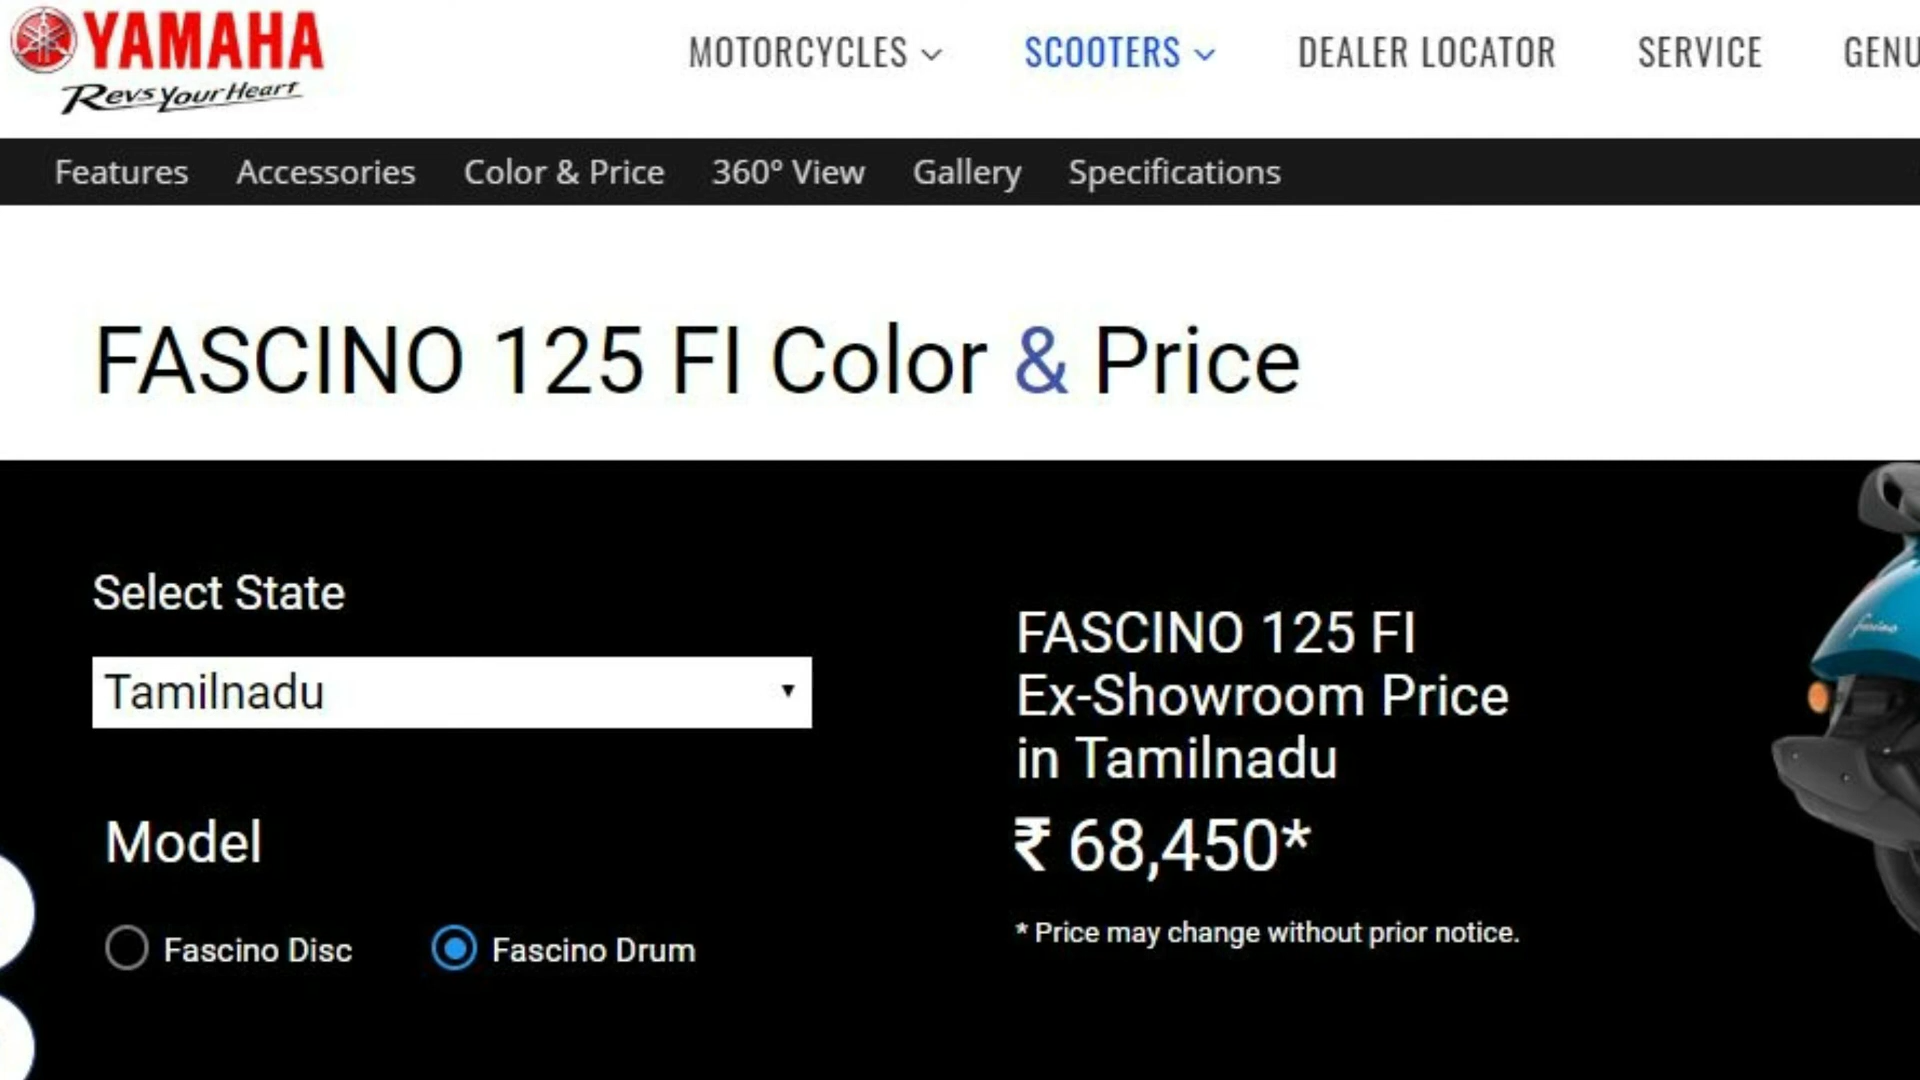 YAMAHA
Revs Your Heart
MOTORCYCLES SCOOTERS DEALER LOCATOR SERVICE GENU
Features Accessories Color & Price 360° View Gallery Specifications
FASCINO 125 FI Color & Price
Select State
Tamilnadu
Model
Fascino Disc Fascino Drum
FASCINO 125 FI
Ex-Showroom Price
in Tamilnadu
₹ 68,450*
* Price may change without prior notice.
fascino